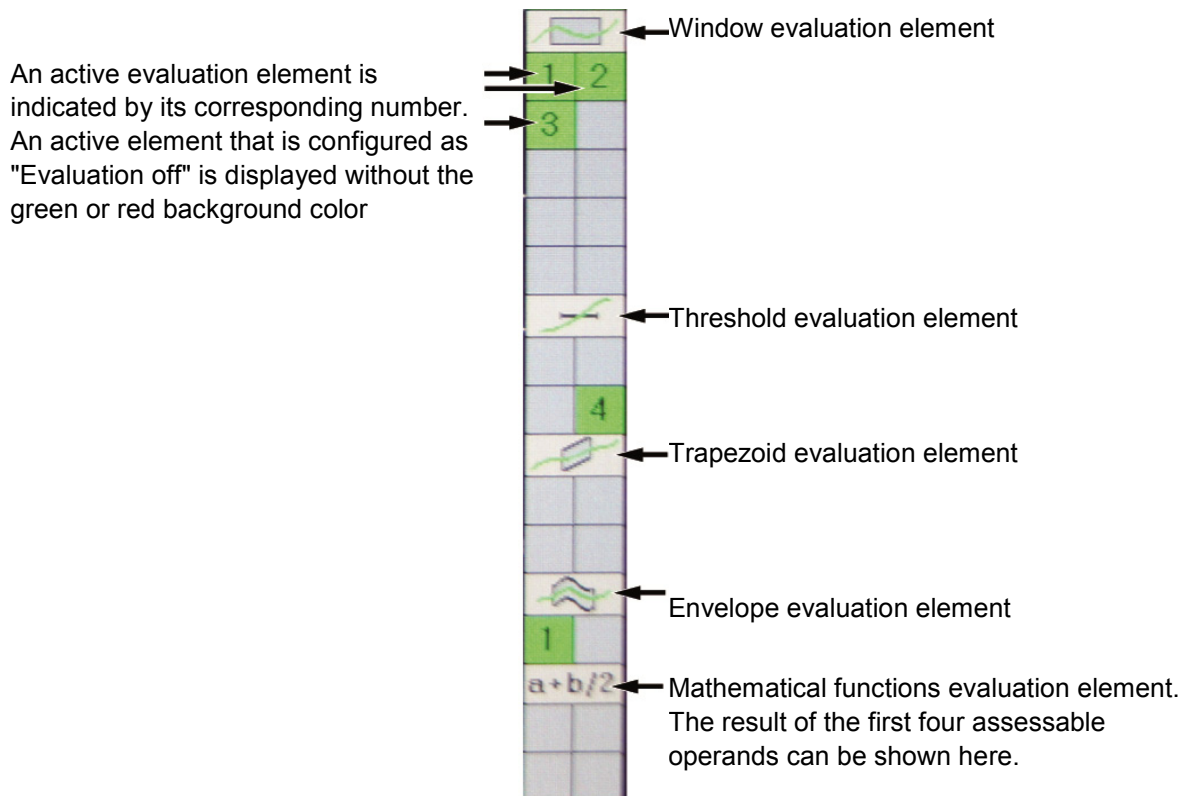 Window evaluation element
An active evaluation element is
indicated by its corresponding number.
An active element that is configured as
"Evaluation off" is displayed without the
green or red background color
1 2
3
Threshold evaluation element
4
Trapezoid evaluation element
Envelope evaluation element
1
a+b/2
Mathematical functions evaluation element.
The result of the first four assessable
operands can be shown here.